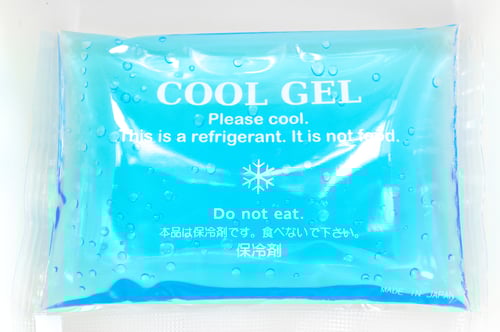 COOL GEL
Please cool.
This is a refrigerant. It is not food.
Do not eat.
本品は保冷剤です。食べないで下さい。
保冷剤
MADE IN JAPAN